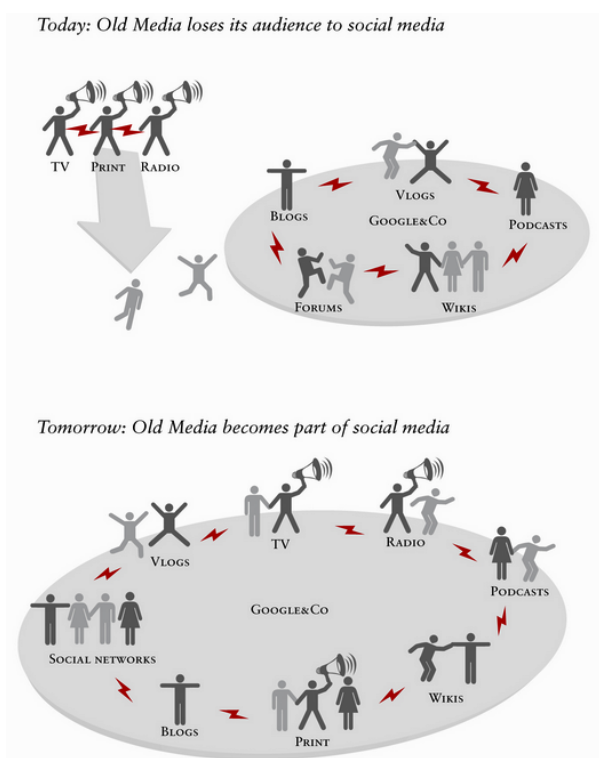 Today: Old Media loses its audience to social media
TV PRINT RADIO
VLOGS
BLOGS
GOOGLE&CO
PODCASTS
FORUMS
WIKIS
Tomorrow: Old Media becomes part of social media
TV
RADIO
VLOGS
PODCASTS
GOOGLE&CO
SOCIAL NETWORKS
WIKIS
BLOGS
PRINT